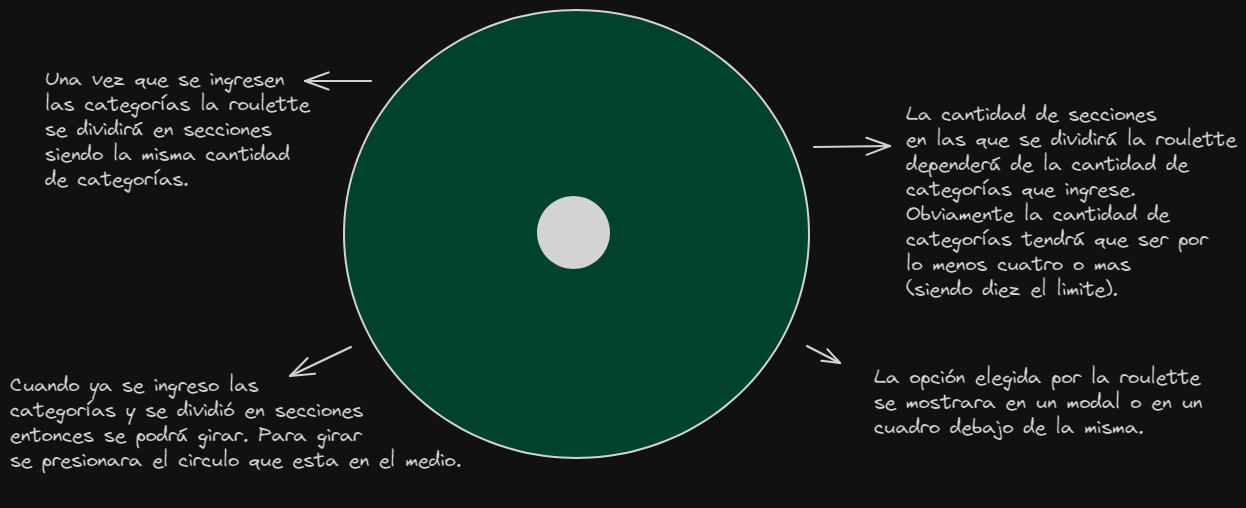 Una vez que se ingresen
las categorías la roulette
se dividirá en secciones
siendo la misma cantidad
de categorías.
La cantidad de secciones
en las que se dividirá la roulette
dependerá de la cantidad de
categorías que ingrese.
Obviamente la cantidad de
categorías tendrá que ser por
lo menos cuatro o mas
(siendo diez el limite).
Cuando ya se ingreso las
categorías y se dividió en secciones
entonces se podrá girar. Para girar
se presionara el circulo que esta en el medio.
La opción elegida por la roulette
se mostrara en un modal o en un
cuadro debajo de la misma.